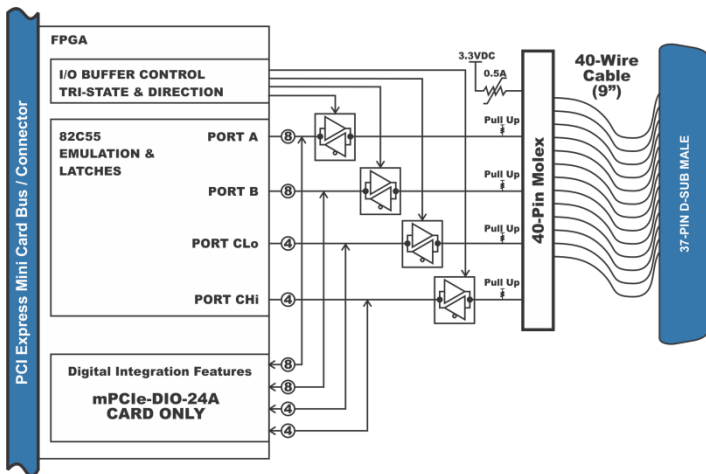 PCI Express Mini Card Bus / Connector
FPGA
I/O BUFFER CONTROL
TRI-STATE & DIRECTION
82C55
EMULATION &
LATCHES
PORT A
8
PORT B
8
PORT CLo
4
PORT CHi
4
Digital Integration Features
mPCIe-DIO-24A
CARD ONLY
8
8
4
4
3.3VDC
0.5A
Pull Up
Pull Up
Pull Up
Pull Up
40-Pin Molex
40-Wire
Cable
(9")
37-PIN D-SUB MALE